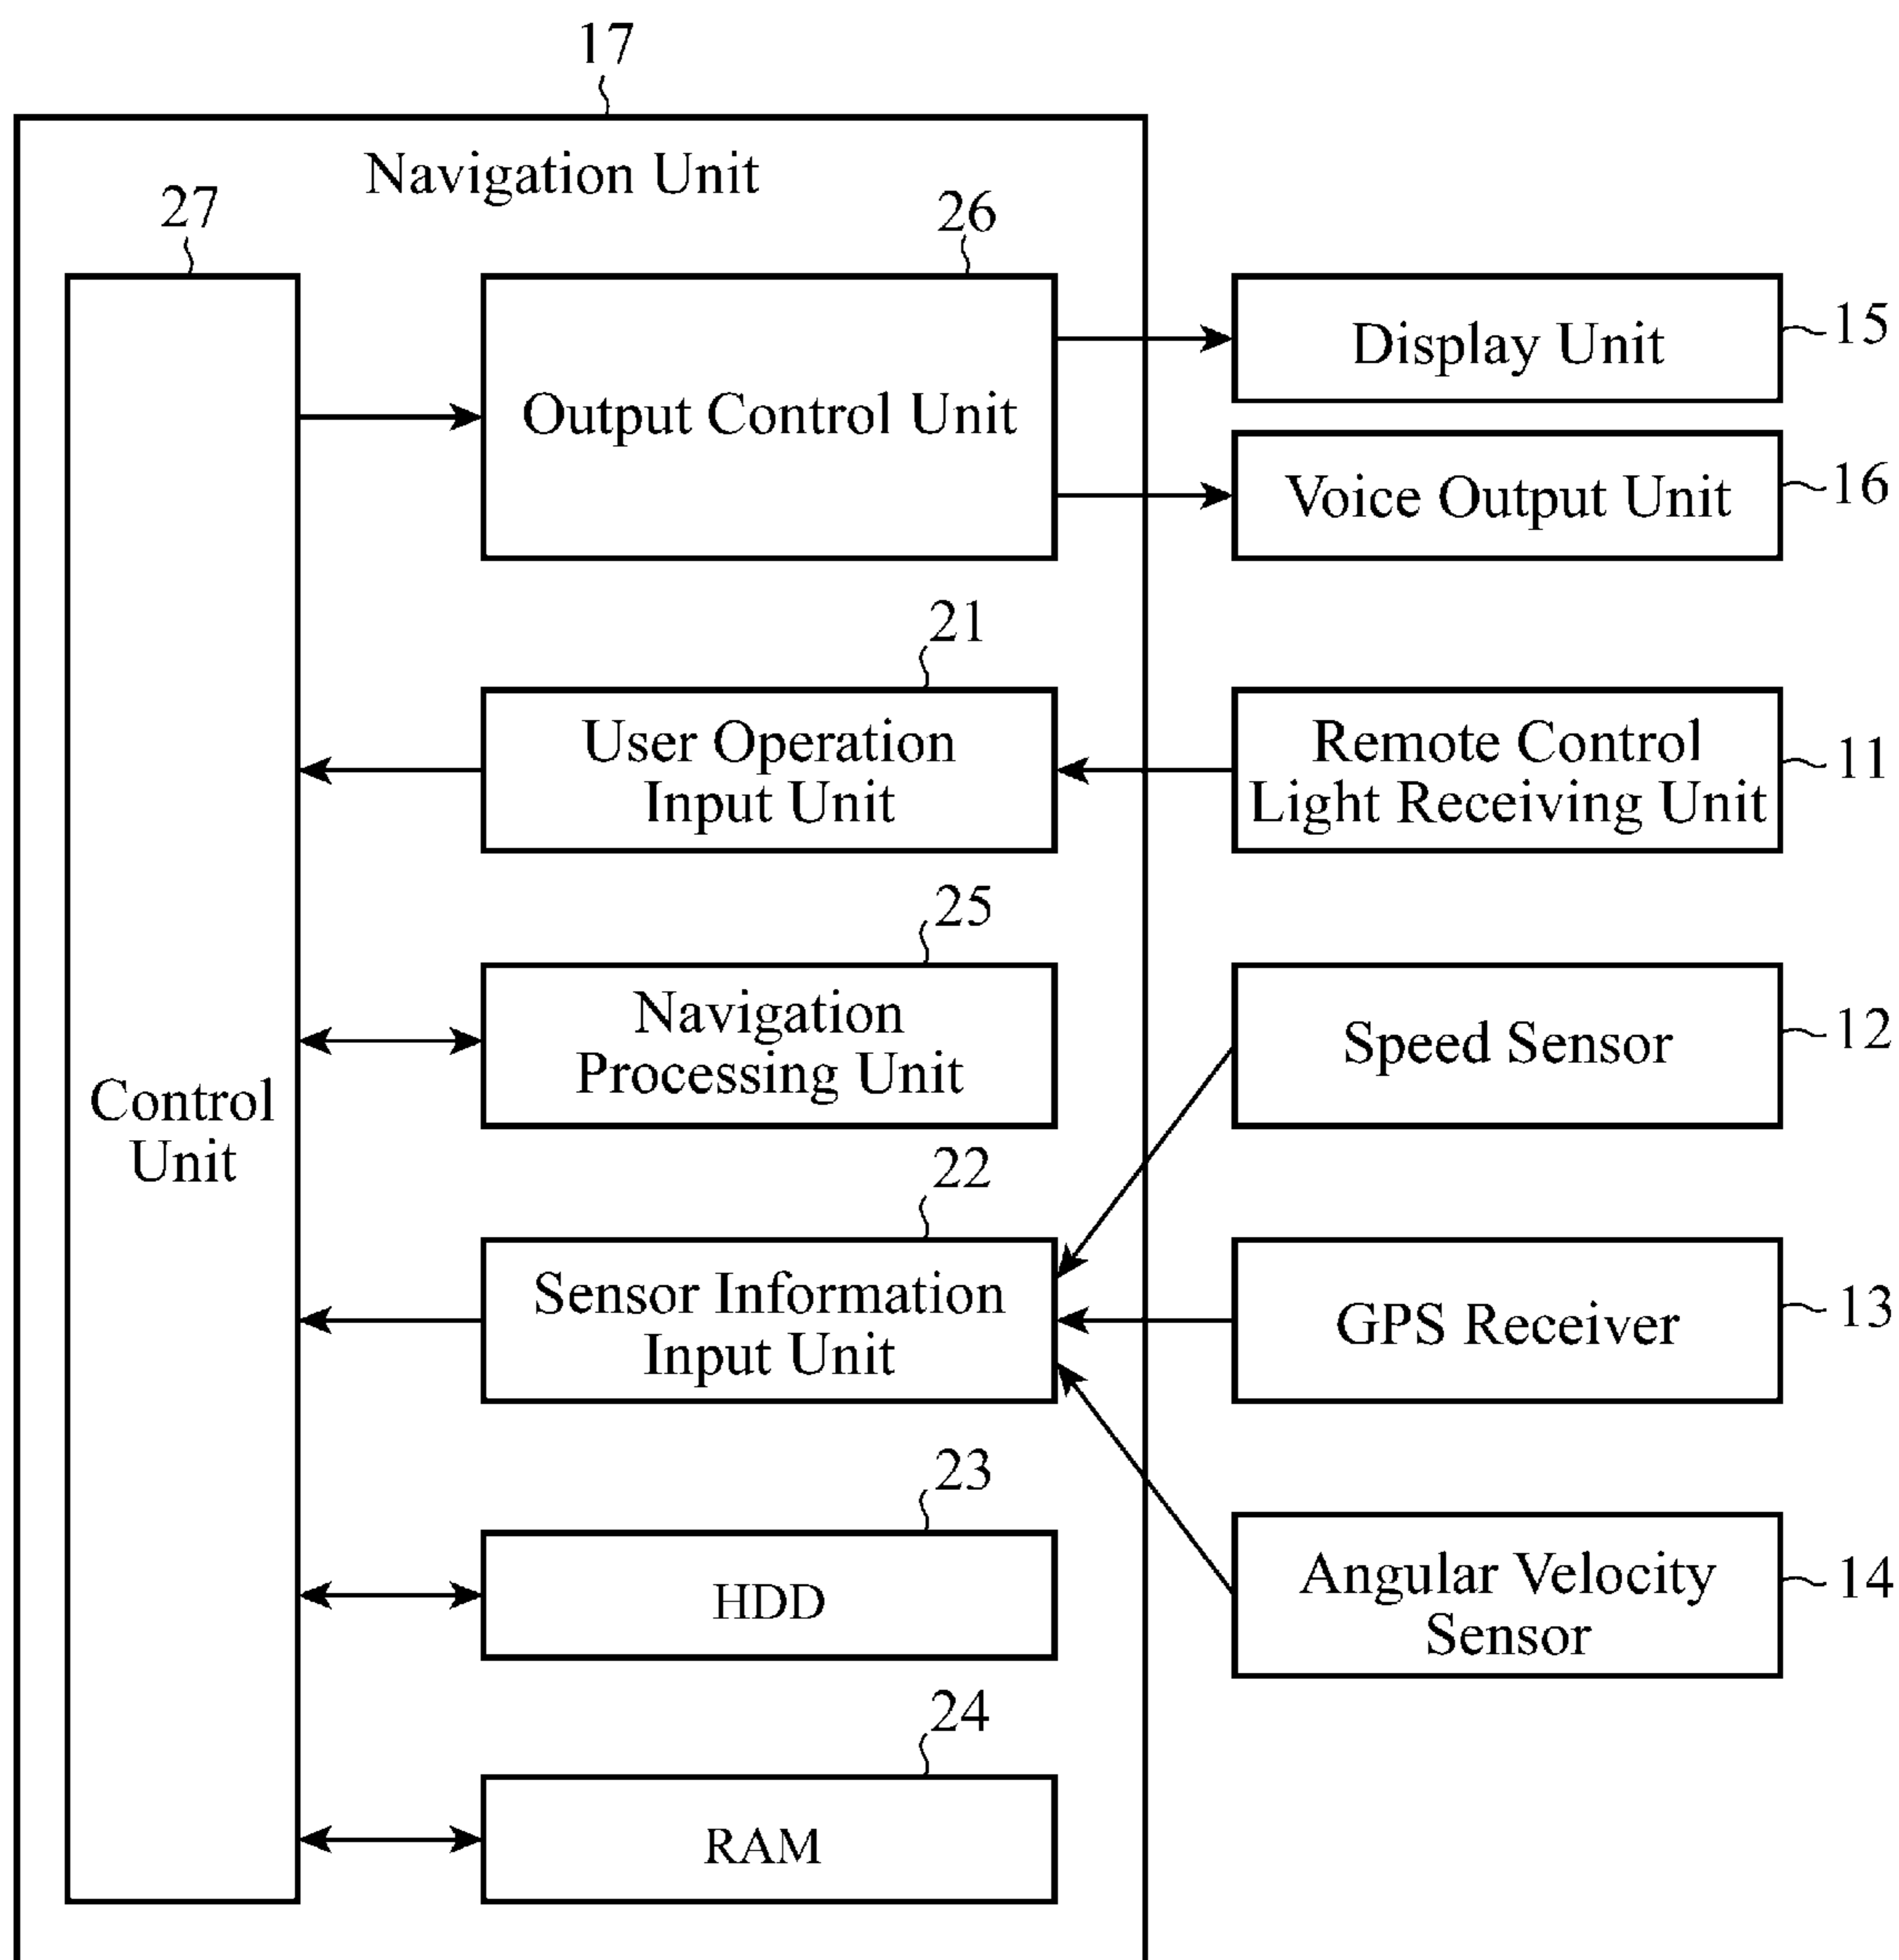 17
Navigation Unit
27
26
Output Control Unit
Display Unit
15
Voice Output Unit
16
21
User Operation
Input Unit
Remote Control
Light Receiving Unit
11
25
Navigation
Processing Unit
Speed Sensor
12
Control
Unit
22
Sensor Information
Input Unit
GPS Receiver
13
23
HDD
Angular Velocity
Sensor
14
24
RAM